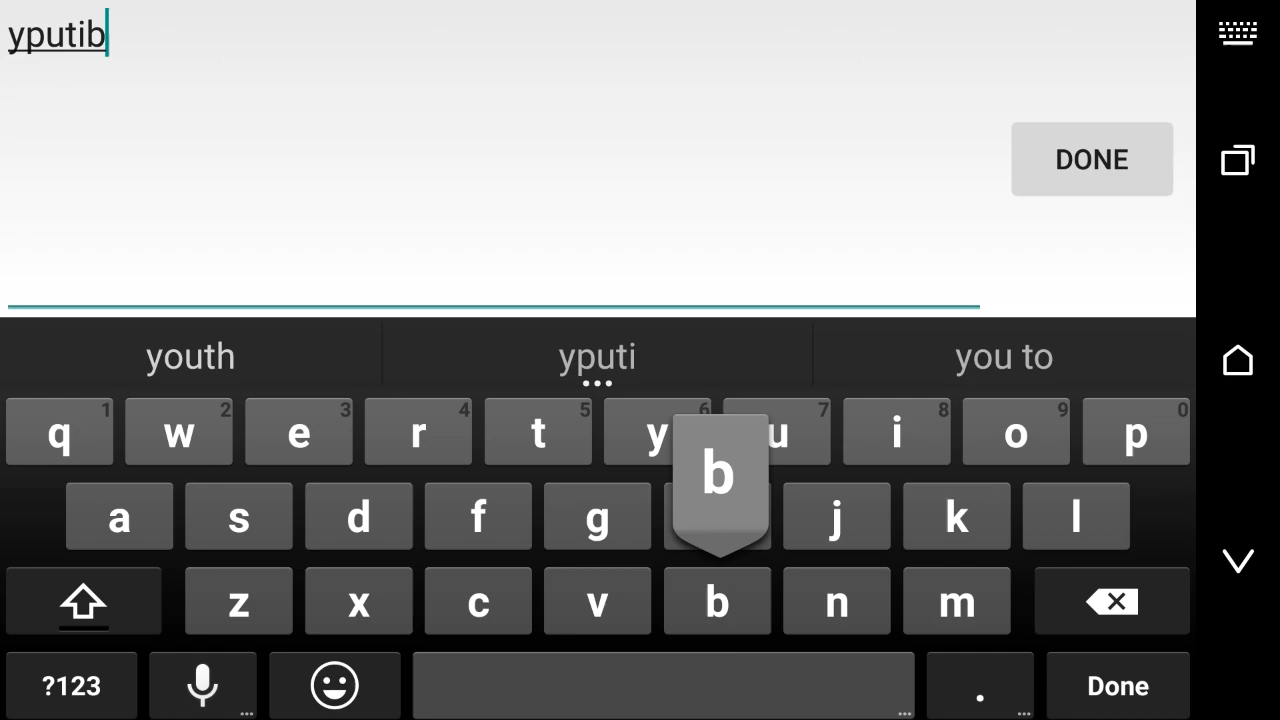 yputib
DONE
youth yputi you to
q 1 w 2 e 3 r 4 t 5 y 6 u 7 i 8 o 9 p 0
b
a s d f g j k l
z x c v b n m
?123 . Done